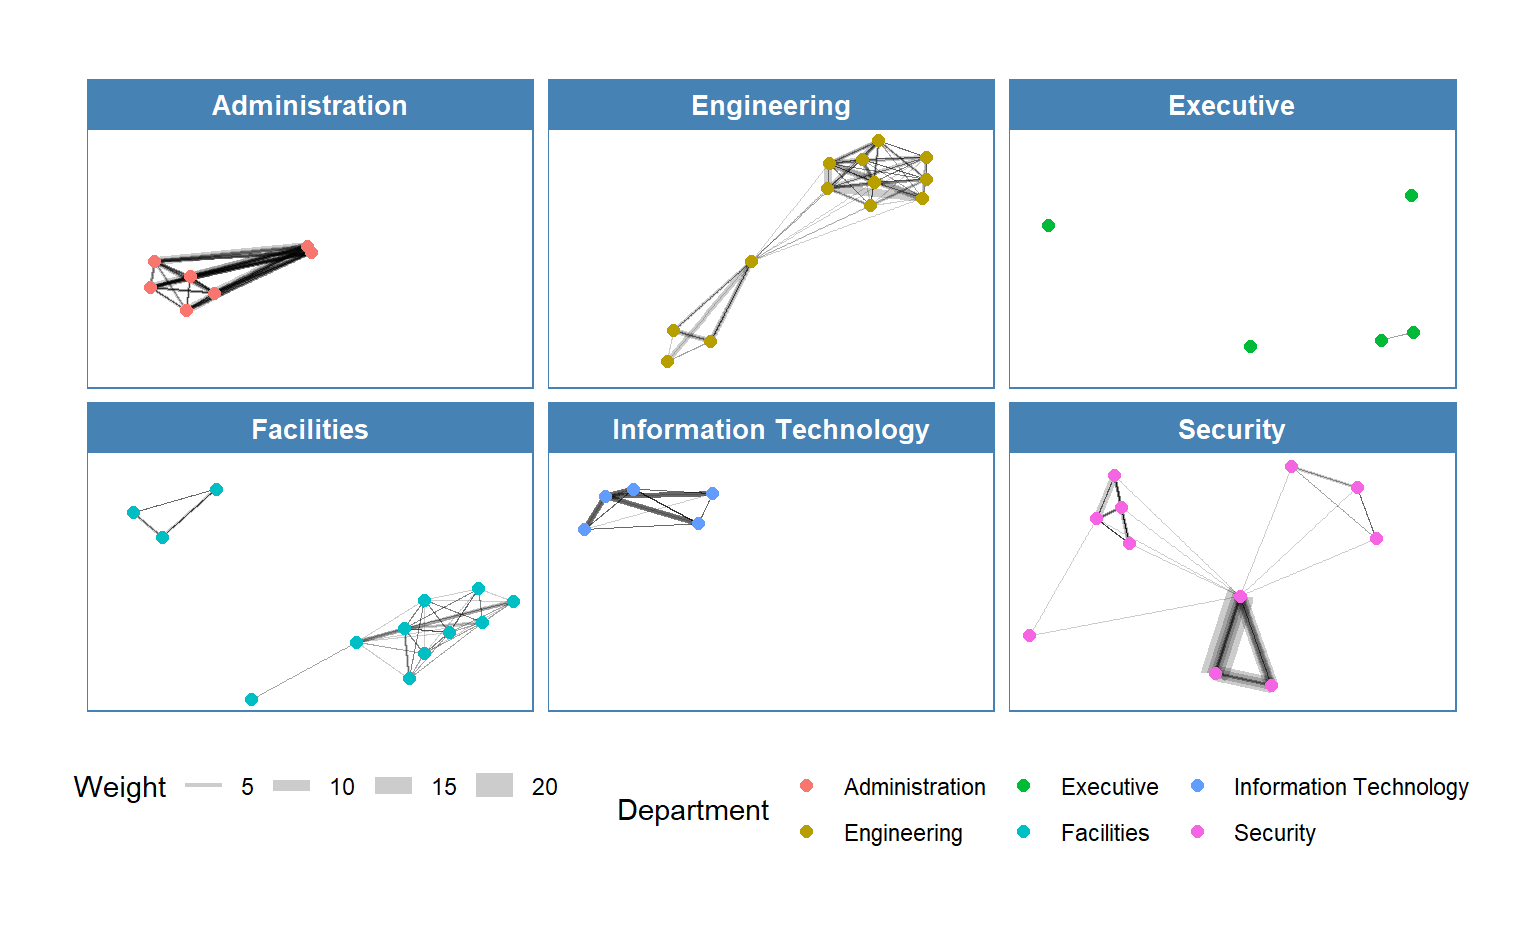 Administration
Engineering
Executive
Facilities
Information Technology
Security
Weight 5 10 15 20
Department
Administration Executive Information Technology
Engineering Facilities Security